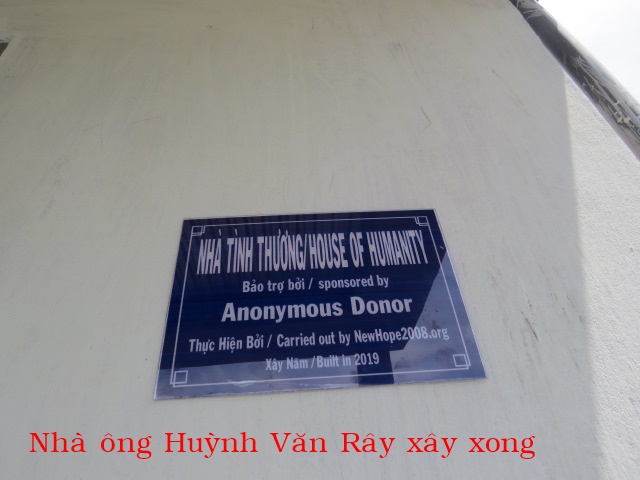 NHÀ TÌNH THƯƠNG/HOUSE OF HUMANITY
Bảo trợ bởi / sponsored by
Anonymous Donor
Thực Hiện Bởi / Carried out by NewHope2008.org
Xây Năm /Built in 2019
Nhà ông Huỳnh Văn Rây xây xong